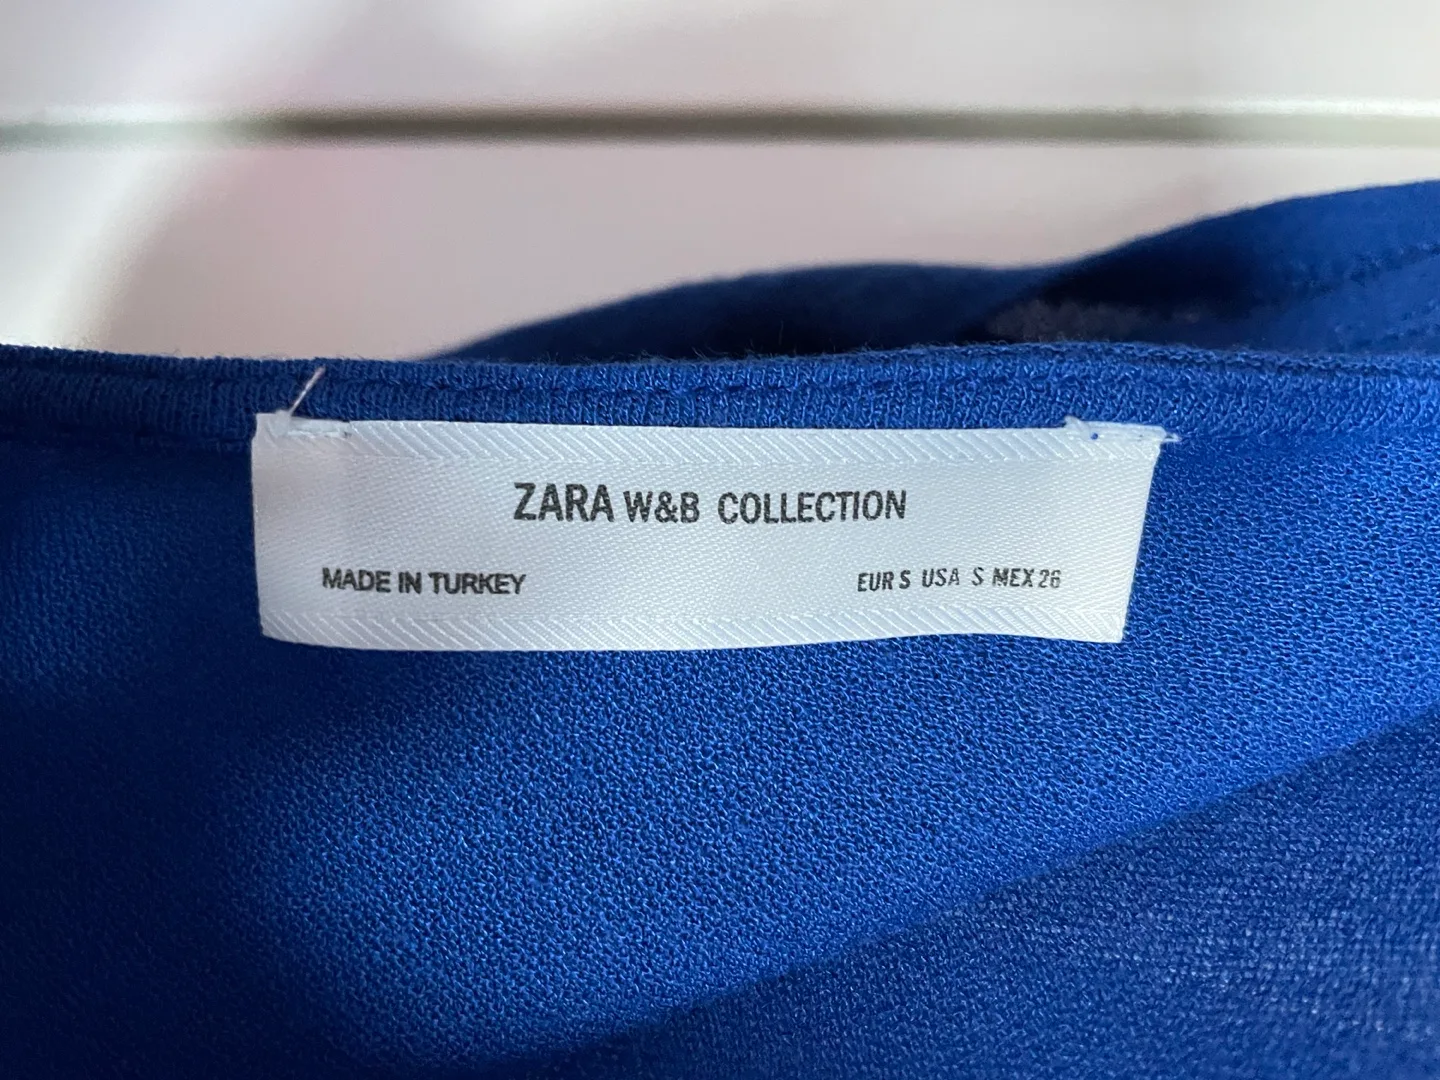 ZARA W&B COLLECTION
MADE IN TURKEY EUR S USA S MEX 26